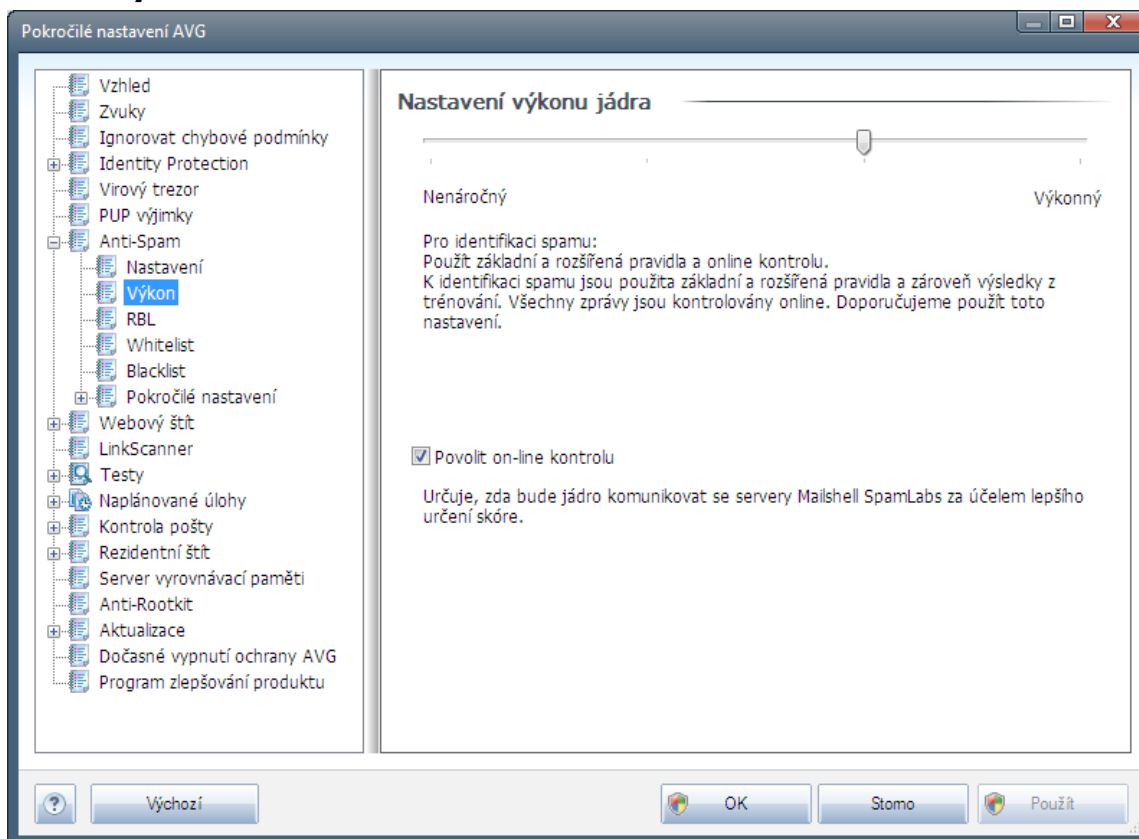 Pokročilé nastavení AVG
Vzhled
Zvuky
Ignorovat chybové podmínky
Identity Protection
Virový trezor
PUP výjimky
Anti-Spam
Nastavení
Výkon
RBL
Whitelist
Blacklist
Pokročilé nastavení
Webový štít
LinkScanner
Testy
Naplánované úlohy
Kontrola pošty
Rezidentní štít
Server vyrovnávací paměti
Anti-Rootkit
Aktualizace
Dočasné vypnutí ochrany AVG
Program zlepšování produktu
Nastavení výkonu jádra
Nenáročný Výkonný
Pro identifikaci spamu:
Použít základní a rozšířená pravidla a online kontrolu.
K identifikaci spamu jsou použita základní a rozšířená pravidla a zároveň výsledky z
trénování. Všechny zprávy jsou kontrolovány online. Doporučujeme použít toto
nastavení.
Povolit on-line kontrolu
Určuje, zda bude jádro komunikovat se servery Mailshell SpamLabs za účelem lepšího
určení skóre.
? Výchozí OK Storno Použít